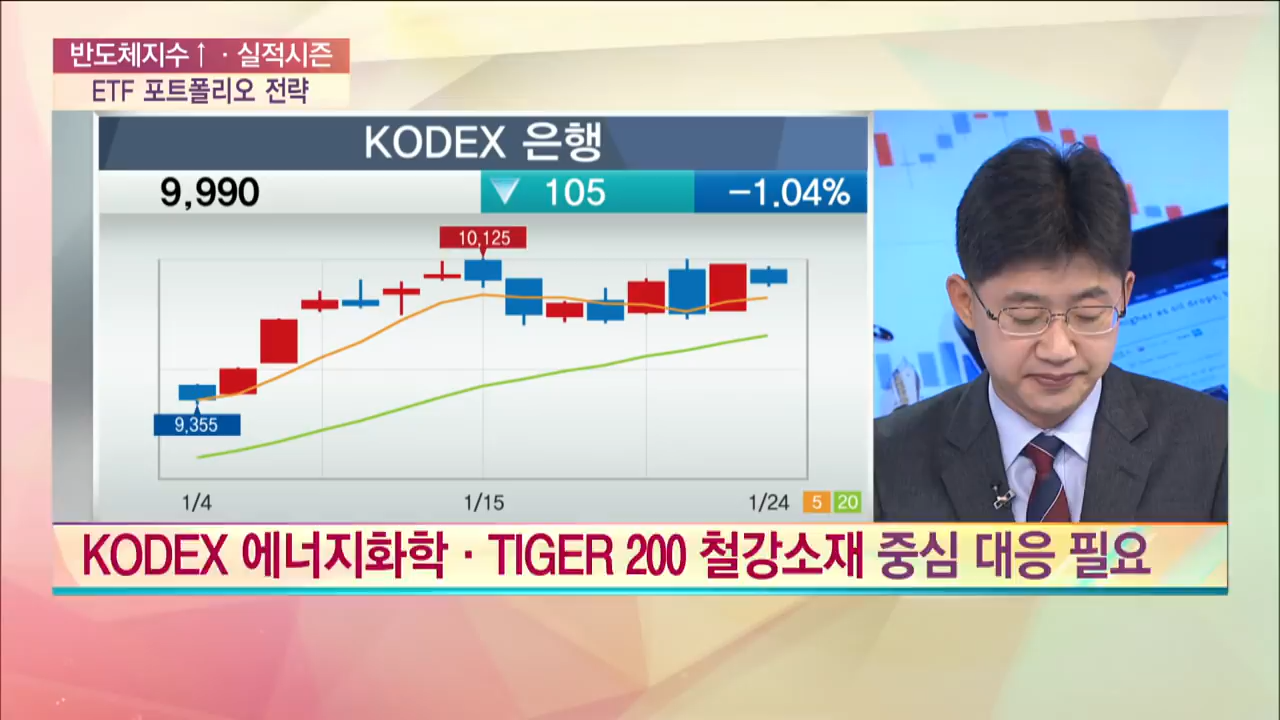 반도체지수↑ · 실적시즌
ETF 포트폴리오 전략
KODEX 은행
9,990 ▼ 105 -1.04%
10,125
9,355
1/4 1/15 1/24 5 20
KODEX 에너지화학 · TIGER 200 철강소재 중심 대응 필요